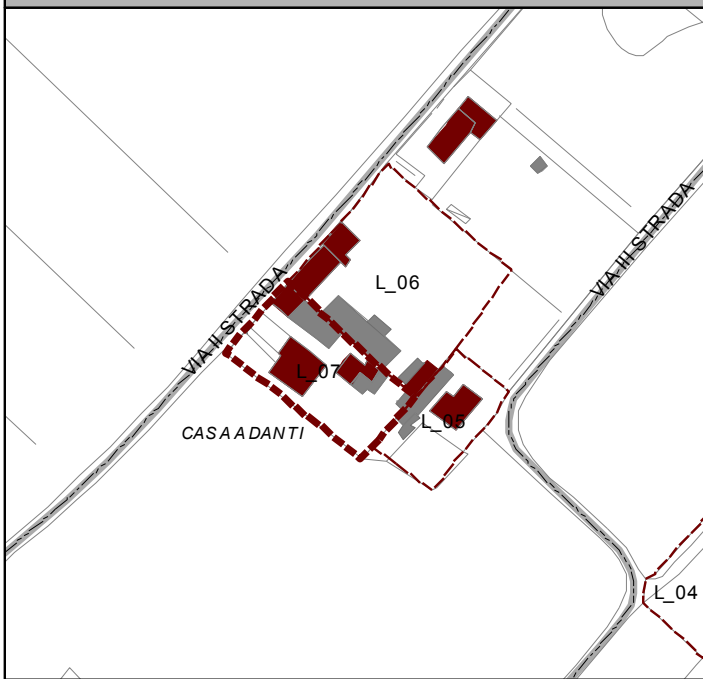 VIA III STRADA
L_06
VIA II STRADA
L_07
L_05
CASA ADANTI
L_04